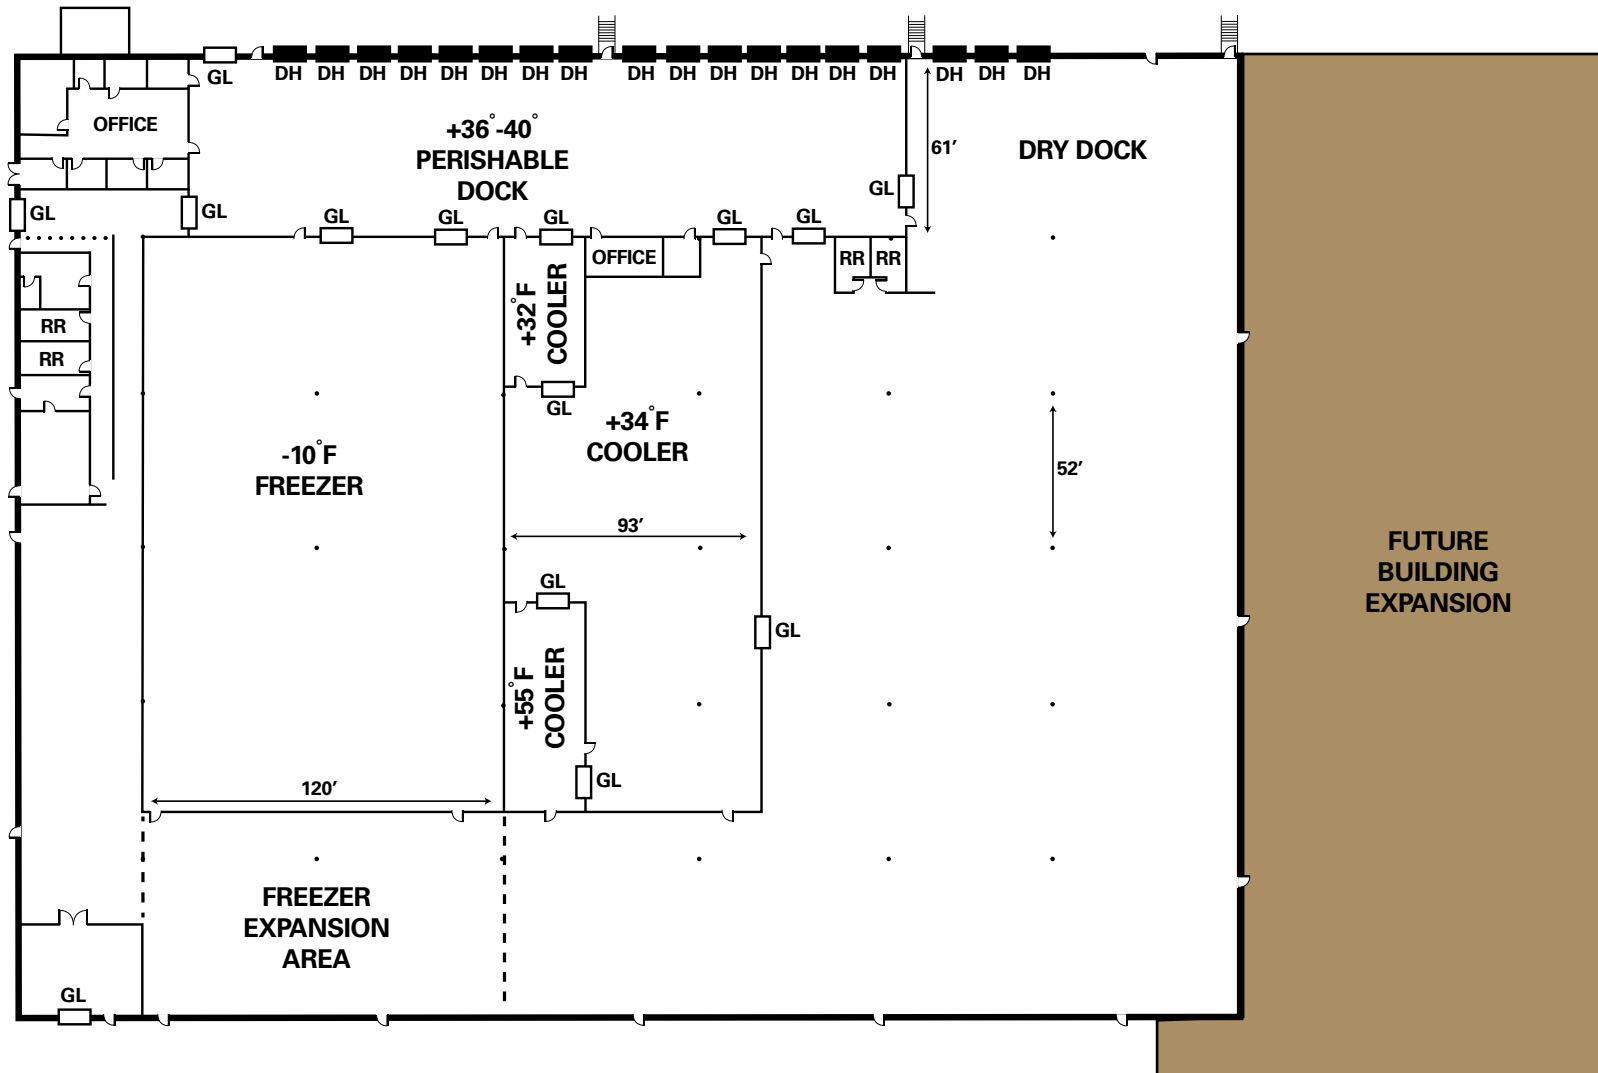 GL
DH DH DH DH DH DH DH DH DH DH DH DH DH DH DH DH DH DH
OFFICE
+36°-40°
PERISHABLE
DOCK
61’
DRY DOCK
GL
GL
GL
GL
GL
GL
GL
GL
OFFICE
RR RR
+32°F
COOLER
RR
RR
GL
+34°F
COOLER
-10°F
FREEZER
52’
93’
FUTURE
BUILDING
EXPANSION
GL
GL
+55°F
COOLER
GL
120’
FREEZER
EXPANSION
AREA
GL